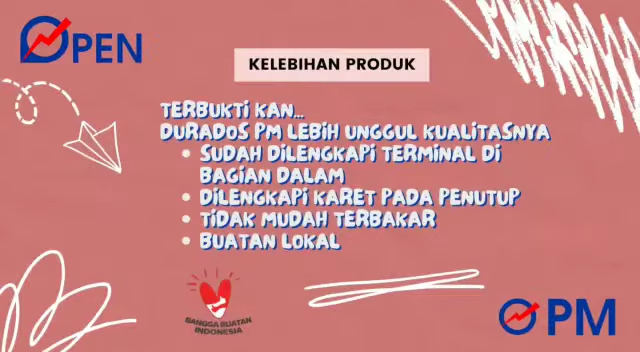 OPEN
KELEBIHAN PRODUK
TERBUKTI KAN...
DURADOS PM LEBIH UNGGUL KUALITASNYA
• SUDAH DILENGKAPI TERMINAL DI
BAGIAN DALAM
• DILENGKAPI KARET PADA PENUTUP
• TIDAK MUDAH TERBAKAR
• BUATAN LOKAL
BANGGA BUATAN
INDONESIA
OPM